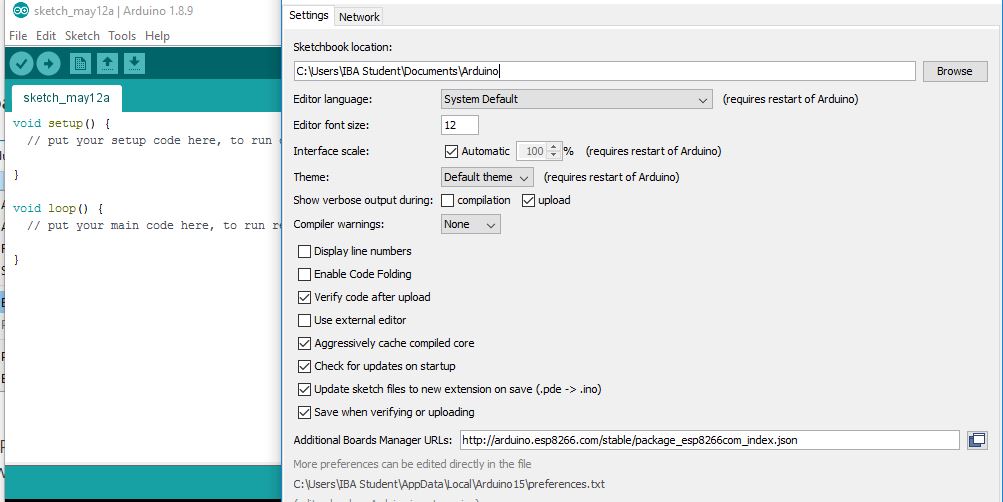 sketch_may12a | Arduino 1.8.9
File Edit Sketch Tools Help
sketch_may12a
void setup() {
// put your setup code here, to run
}
void loop() {
// put your main code here, to run
}
Settings Network
Sketchbook location:
C:\Users\IBA Student\Documents\Arduino
Browse
Editor language: System Default (requires restart of Arduino)
Editor font size: 12
Interface scale: Automatic 100 % (requires restart of Arduino)
Theme: Default theme (requires restart of Arduino)
Show verbose output during: compilation upload
Compiler warnings: None
Display line numbers
Enable Code Folding
Verify code after upload
Use external editor
Aggressively cache compiled core
Check for updates on startup
Update sketch files to new extension on save (.pde -> .ino)
Save when verifying or uploading
Additional Boards Manager URLs: http://arduino.esp8266.com/stable/package_esp8266com_index.json
More preferences can be edited directly in the file
C:\Users\IBA Student\AppData\Local\Arduino15\preferences.txt